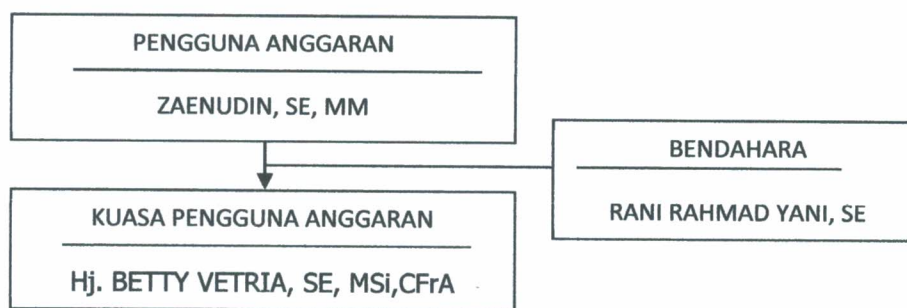 PENGGUNA ANGGARAN
ZAENUDIN, SE, MM
BENDAHARA
RANI RAHMAD YANI, SE
KUASA PENGGUNA ANGGARAN
Hj. BETTY VETRIA, SE, MSi,CFrA